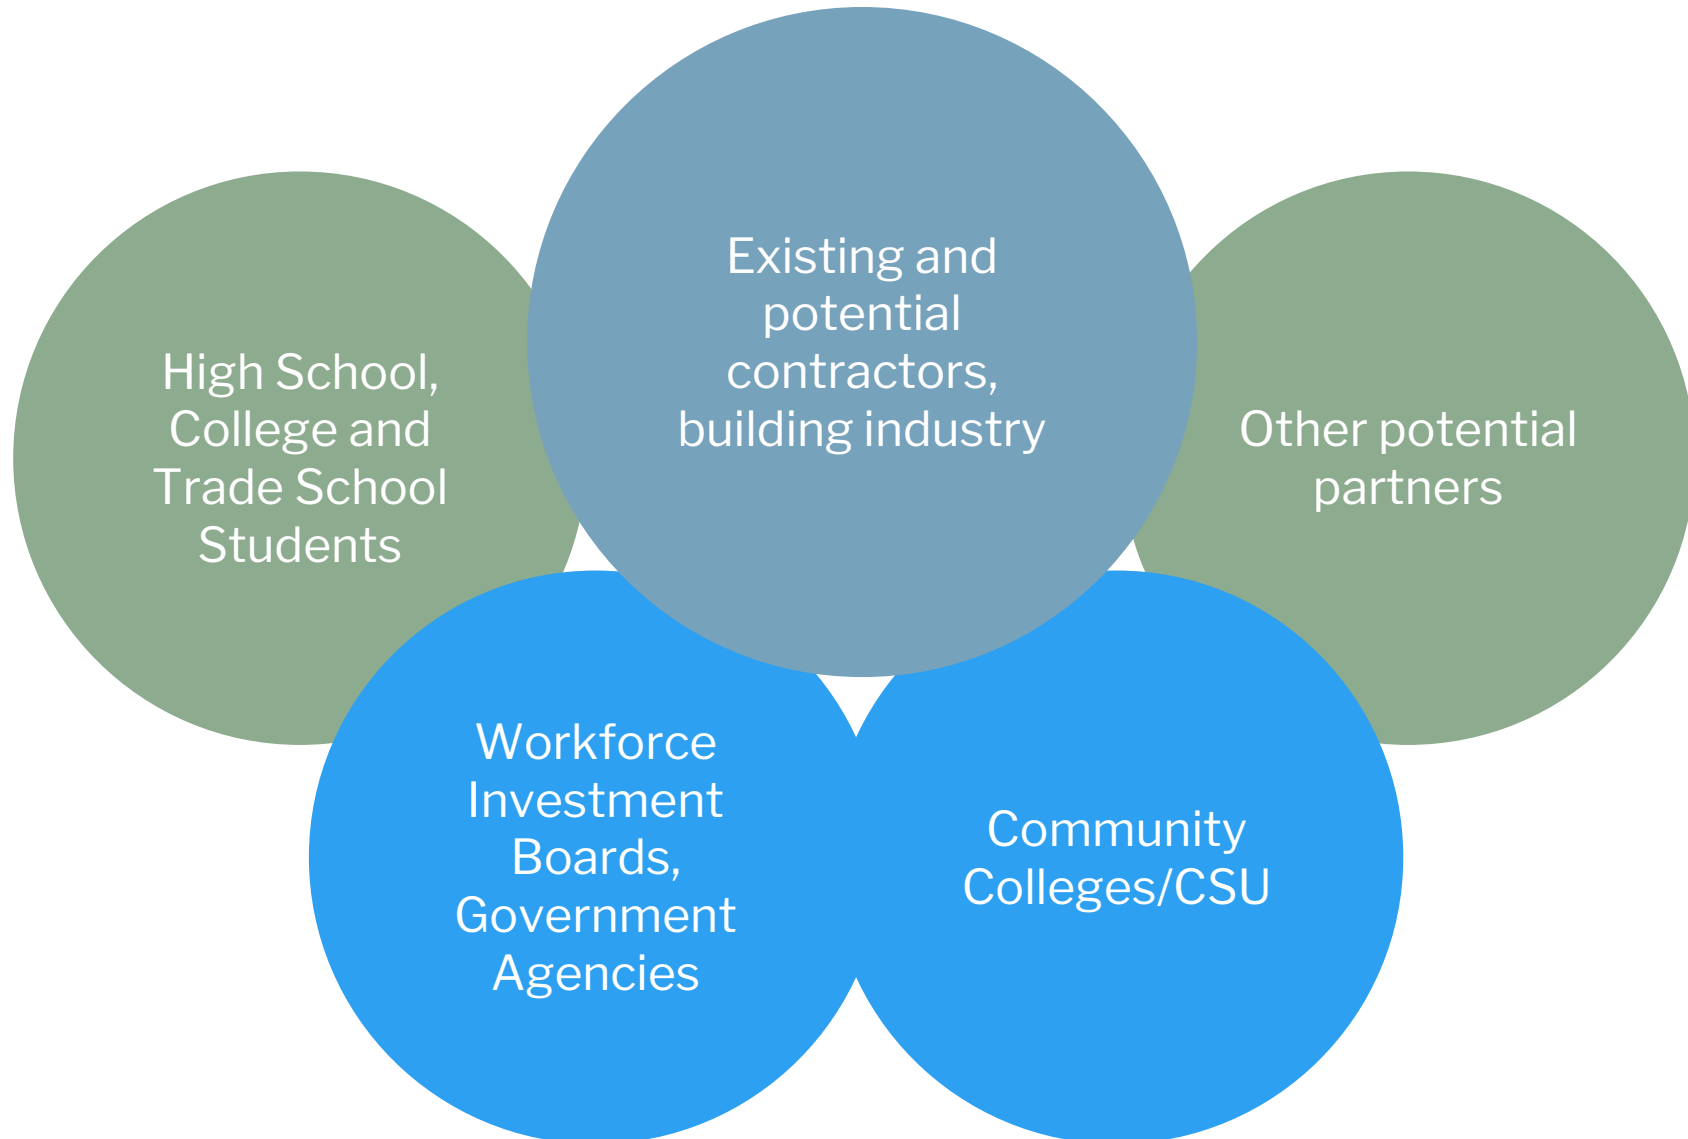 Existing and
potential
contractors,
building industry
High School,
College and
Trade School
Students
Other potential
partners
Workforce
Investment
Boards,
Government
Agencies
Community
Colleges/CSU